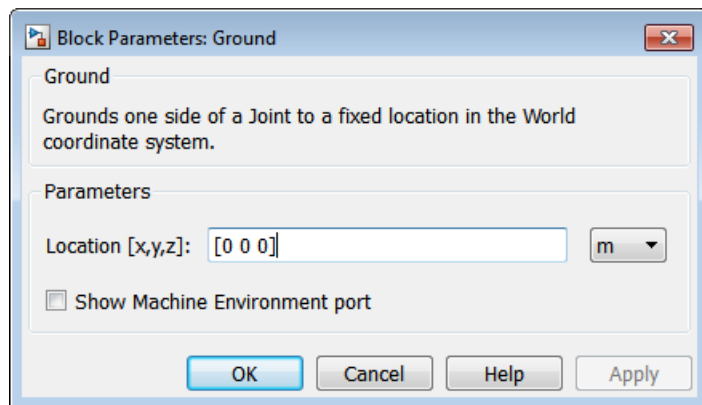 Block Parameters: Ground
Ground
Grounds one side of a Joint to a fixed location in the World
coordinate system.
Parameters
Location [x,y,z]: [0 0 0] m
Show Machine Environment port
OK Cancel Help Apply